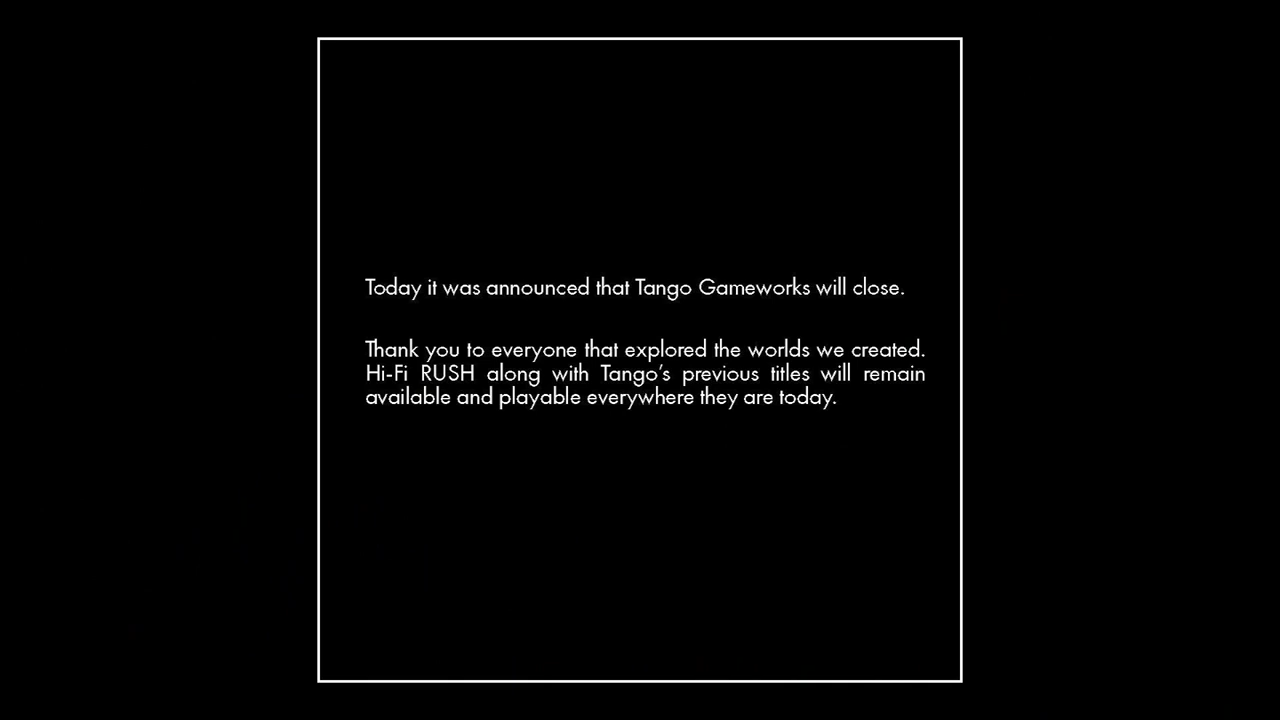 Today it was announced that Tango Gameworks will close.
Thank you to everyone that explored the worlds we created.
Hi-Fi RUSH along with Tango's previous titles will remain
available and playable everywhere they are today.